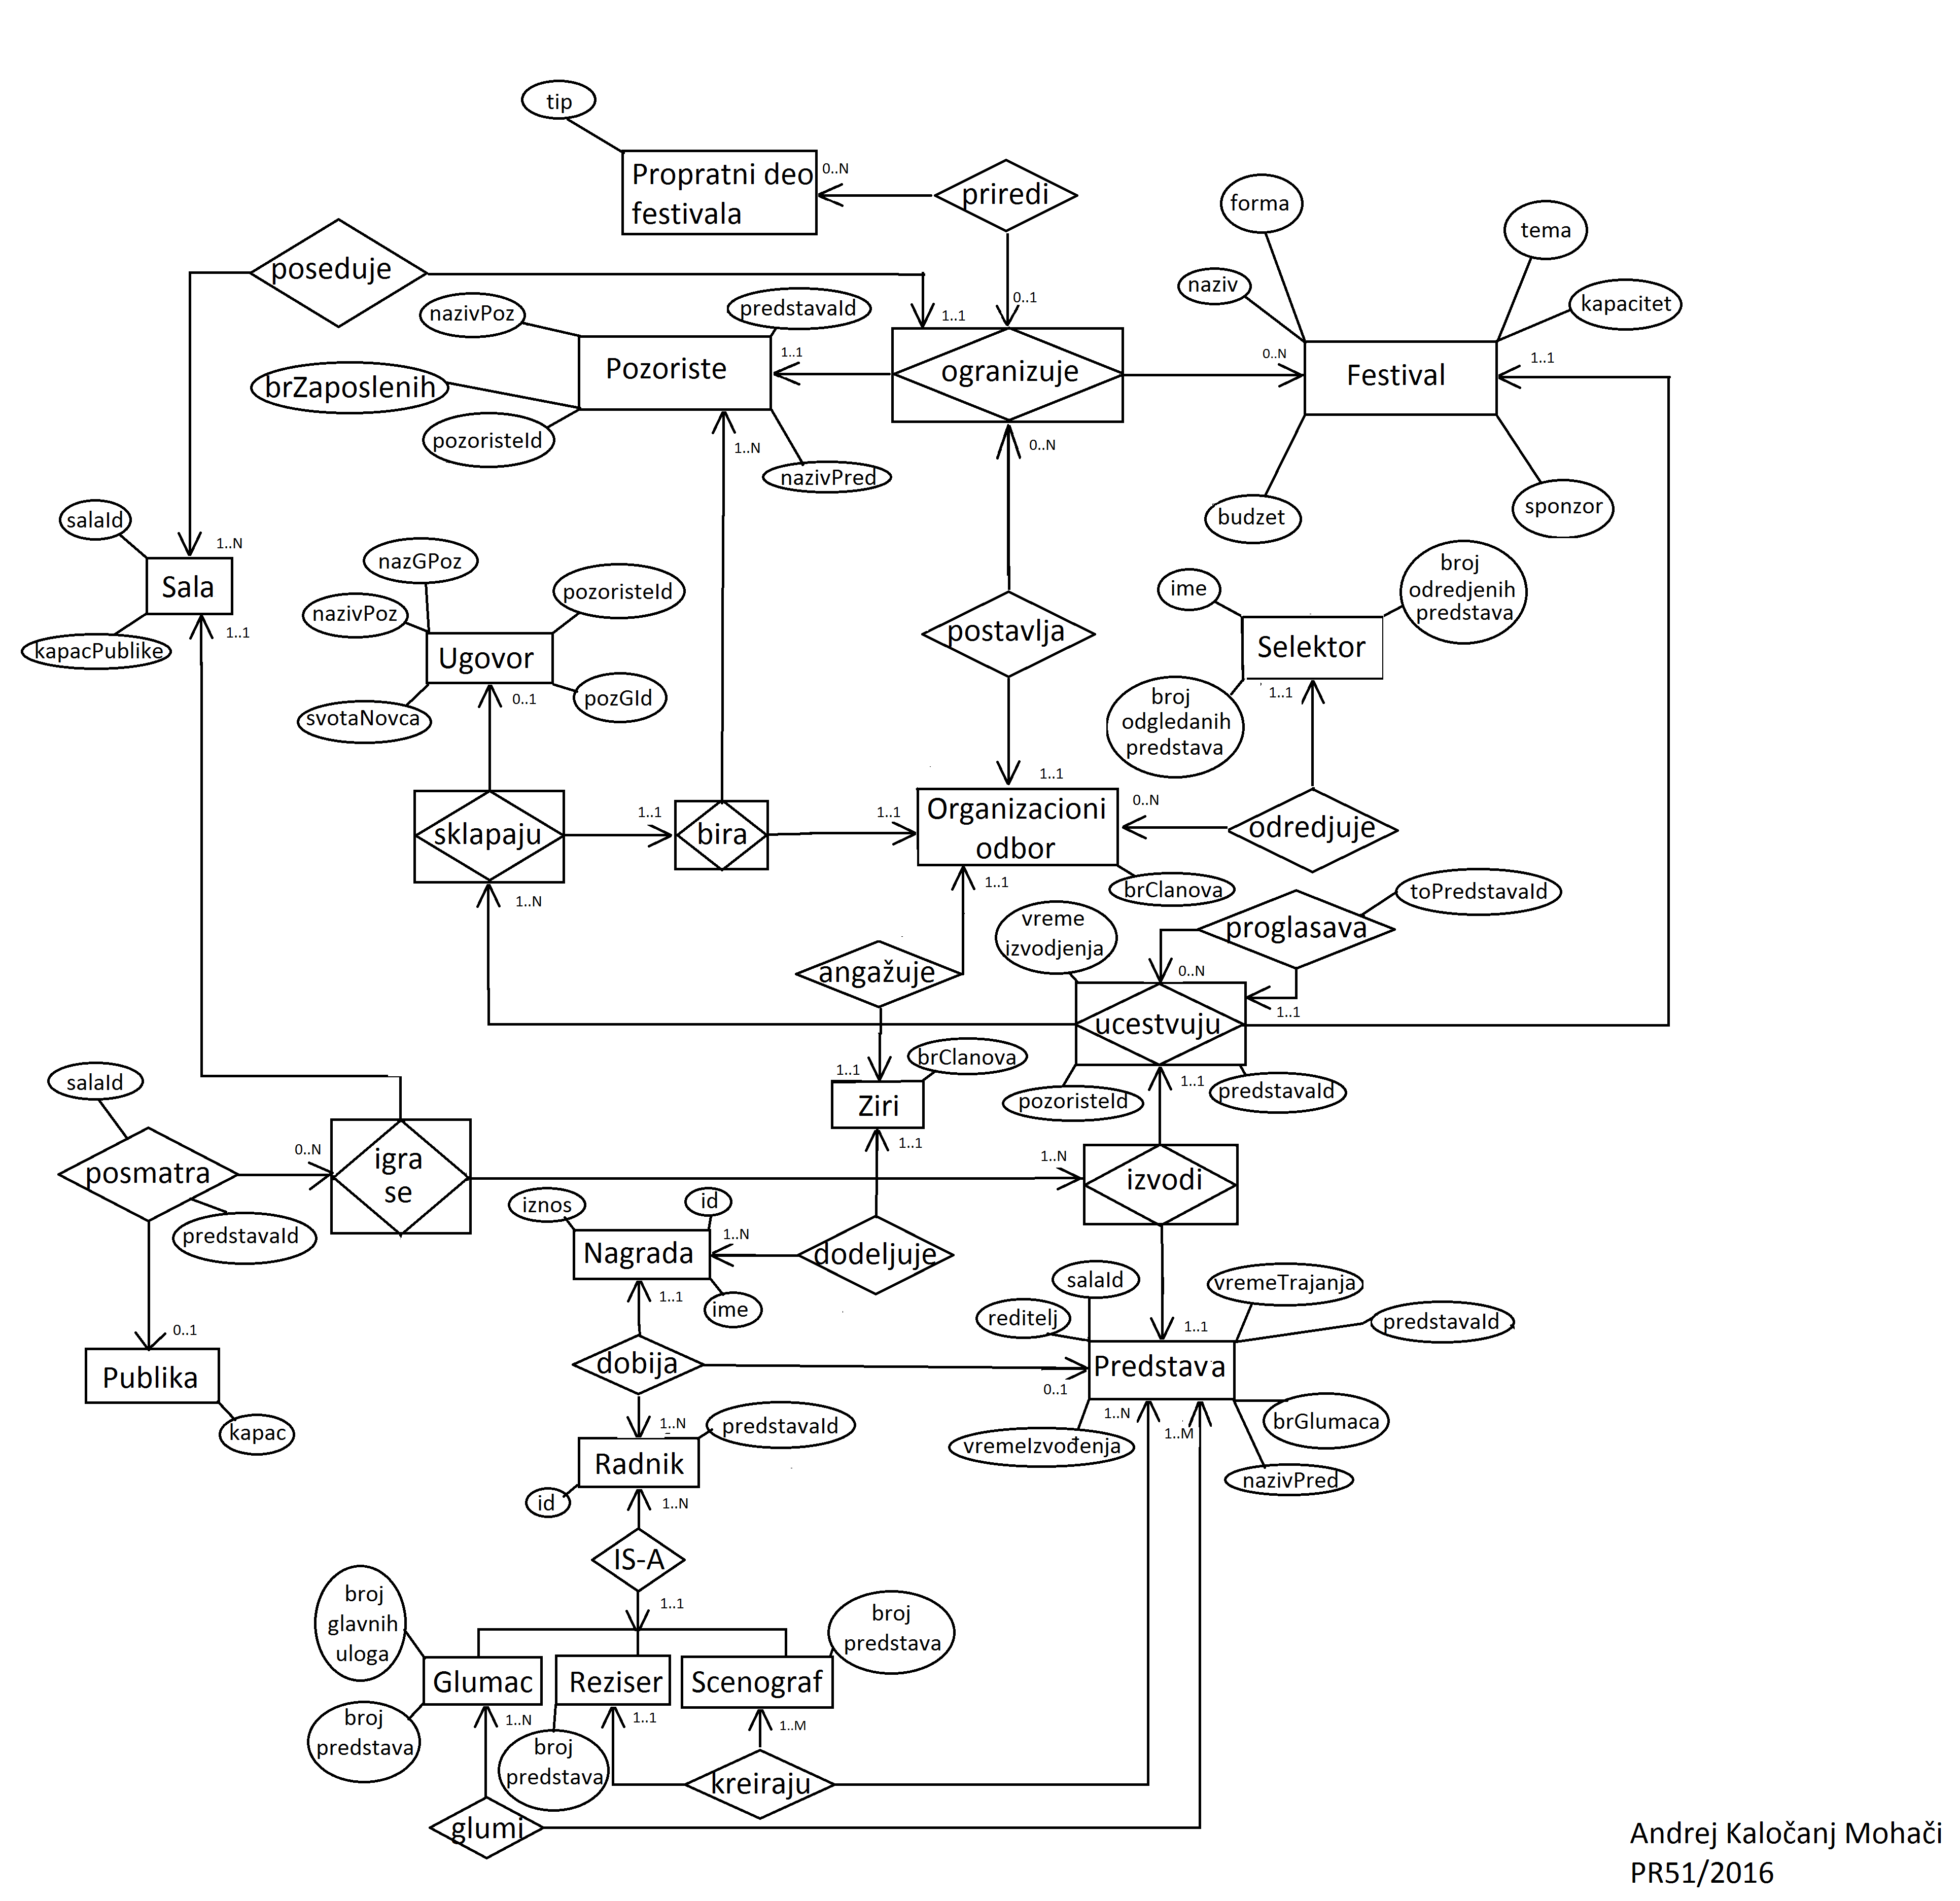 tip
Propratni deo
festivala
0..N
priredi
forma
tema
naziv
kapacitet
poseduje
nazivPoz
predstavaId
0..1
1..1
Pozoriste
1..1
ogranizuje
0..N
Festival
1..1
brZaposlenih
pozoristeId
1..N
nazivPred
0..N
budzet
sponzor
salaId
1..N
Sala
1..1
kapacPublike
nazGPoz
nazivPoz
pozoristeId
Ugovor
svotaNovca
0..1
pozGId
postavlja
ime
broj
odredjenih
predstava
Selektor
broj
odgledanih
predstava
1..1
1..1
sklapaju
1..1
bira
1..1
Organizacioni
odbor
0..N
odredjuje
1..N
1..1
brClanova
toPredstavaId
proglasava
vreme
izvodjenja
angažuje
0..N
1..1
ucestvuju
brClanova
1..1
Ziri
1..1
pozoristeId
1..1
predstavaId
salaId
posmatra
0..N
igra
se
1..N
izvodi
predstavaId
iznos
id
Nagrada
1..N
dodeljuje
1..1
ime
salaId
vremeTrajanja
reditelj
predstavaId
0..1
1..1
Publika
kapac
dobija
0..1
Predstava
1..N
predstavaId
1..N
1..M
brGlumaca
vremeIzvođenja
nazivPred
Radnik
id
1..N
IS-A
1..1
broj
glavnih
uloga
broj
predstava
Glumac
Reziser
Scenograf
broj
predstava
1..N
1..1
1..M
broj
predstava
kreiraju
glumi
Andrej Kaločanj Mohači
PR51/2016